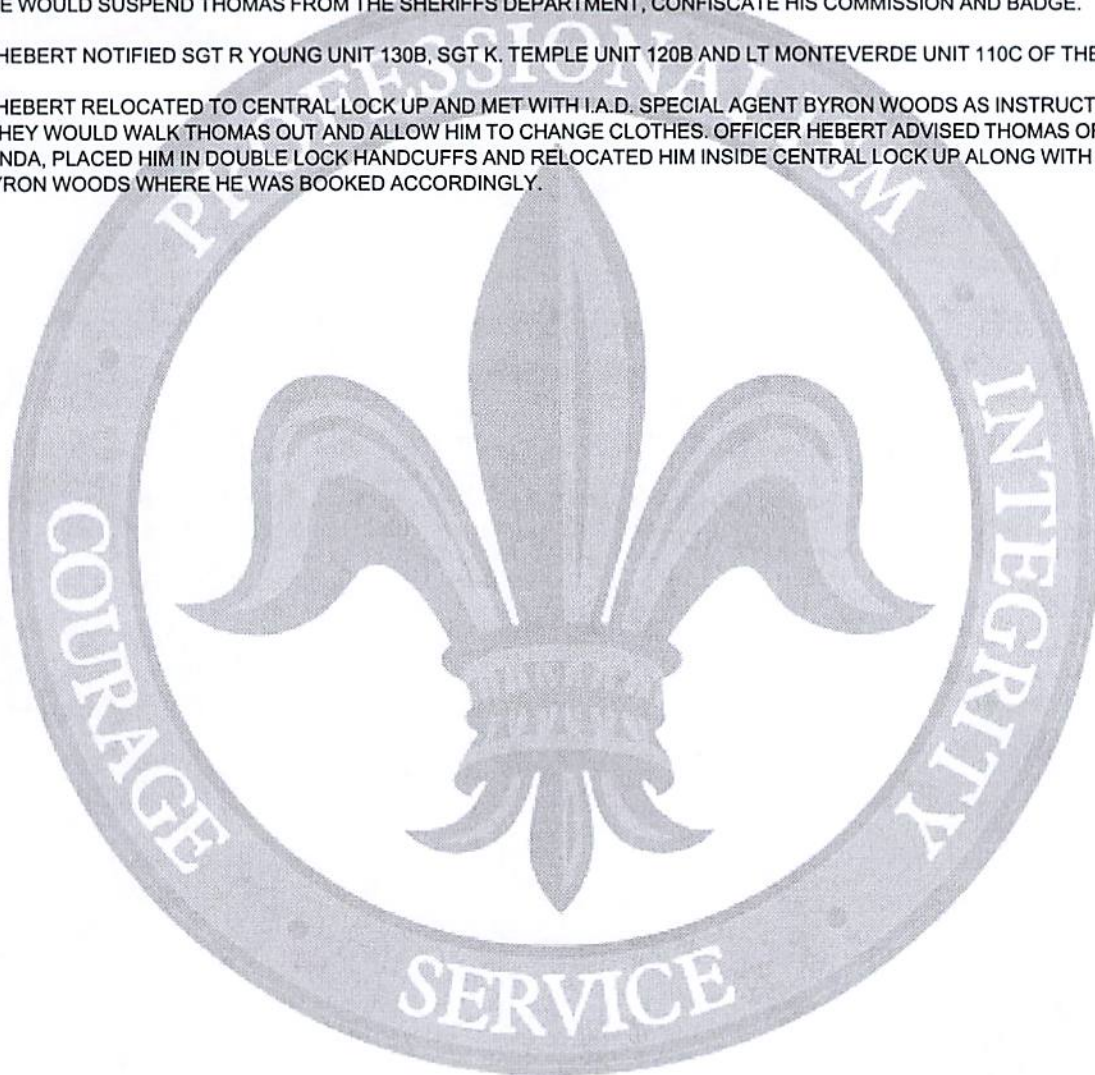 E WOULD SUSPEND THOMAS FROM THE SHERIFFS DEPARTMENT, CONFISCATE HIS COMMISSION AND BADGE.
HEBERT NOTIFIED SGT R YOUNG UNIT 130B, SGT K. TEMPLE UNIT 120B AND LT MONTEVERDE UNIT 110C OF THE
HEBERT RELOCATED TO CENTRAL LOCK UP AND MET WITH I.A.D. SPECIAL AGENT BYRON WOODS AS INSTRUCT
HEY WOULD WALK THOMAS OUT AND ALLOW HIM TO CHANGE CLOTHES. OFFICER HEBERT ADVISED THOMAS OF
NDA, PLACED HIM IN DOUBLE LOCK HANDCUFFS AND RELOCATED HIM INSIDE CENTRAL LOCK UP ALONG WITH
YRON WOODS WHERE HE WAS BOOKED ACCORDINGLY.
PROFESSIONALISM
INTEGRITY
COURAGE
SERVICE